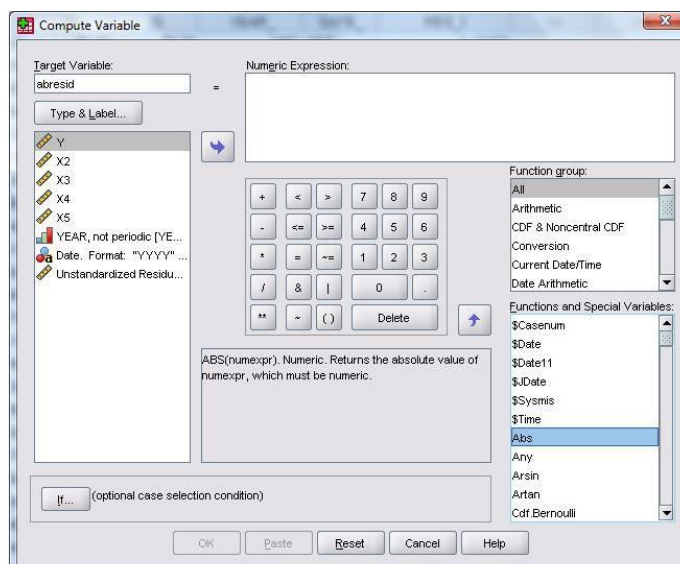 Compute Variable
Target Variable:
abresid
=
Numeric Expression:
Type & Label...
Y
X2
X3
X4
X5
YEAR, not periodic [YE...
Date. Format: "YYYY" ...
Unstandardized Residu...
+ < > 7 8 9
- <= >= 4 5 6
* = ~= 1 2 3
/ & | 0 .
** ~ ( ) Delete
Function group:
All
Arithmetic
CDF & Noncentral CDF
Conversion
Current Date/Time
Date Arithmetic
ABS(numexpr). Numeric. Returns the absolute value of
numexpr, which must be numeric.
Functions and Special Variables:
$Casenum
$Date
$Date11
$JDate
$Sysmis
$Time
Abs
Any
Arsin
Artan
Cdf.Bernoulli
If... (optional case selection condition)
OK Paste Reset Cancel Help